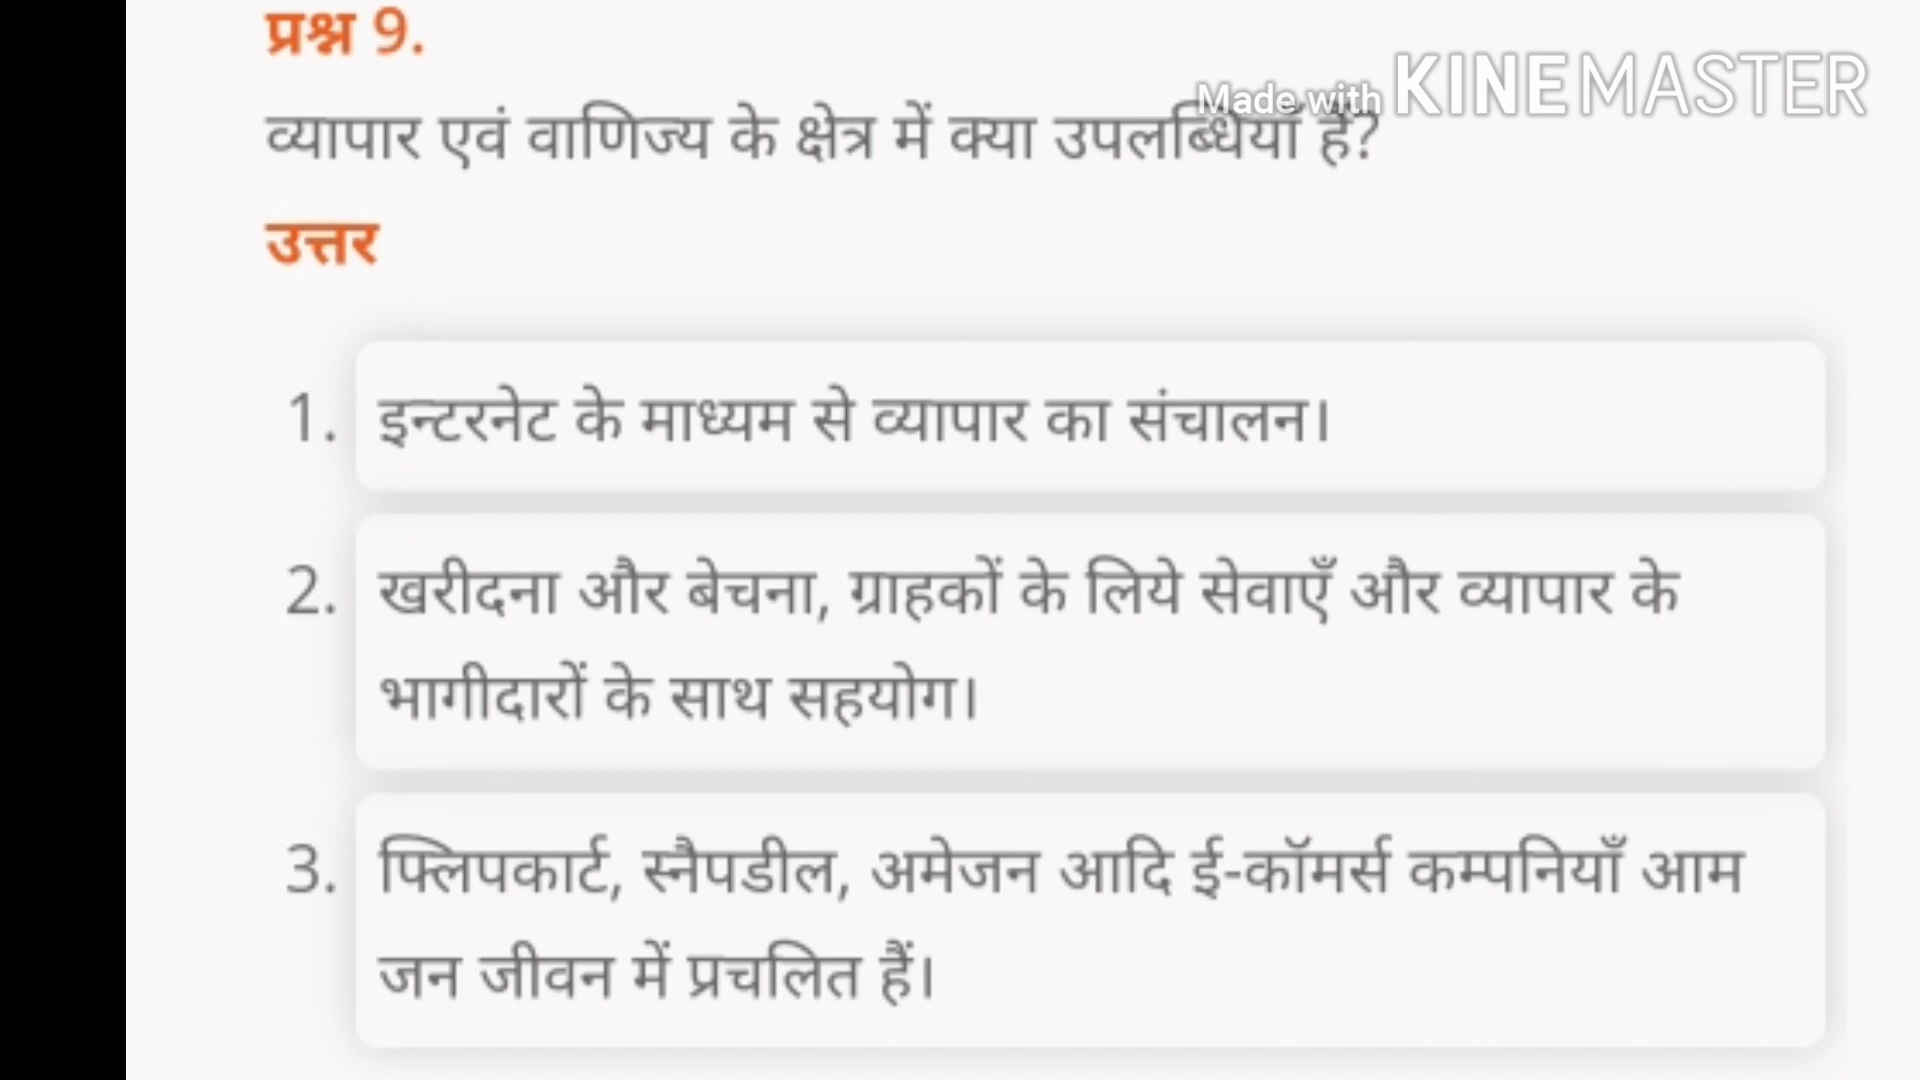 प्रश्न 9.
Made with KINEMASTER
व्यापार एवं वाणिज्य के क्षेत्र में क्या उपलब्धियाँ हैं?
उत्तर
1. इन्टरनेट के माध्यम से व्यापार का संचालन।
2. खरीदना और बेचना, ग्राहकों के लिये सेवाएँ और व्यापार के
भागीदारों के साथ सहयोग।
3. फ्लिपकार्ट, स्नैपडील, अमेजन आदि ई-कॉमर्स कम्पनियाँ आम
जन जीवन में प्रचलित हैं।